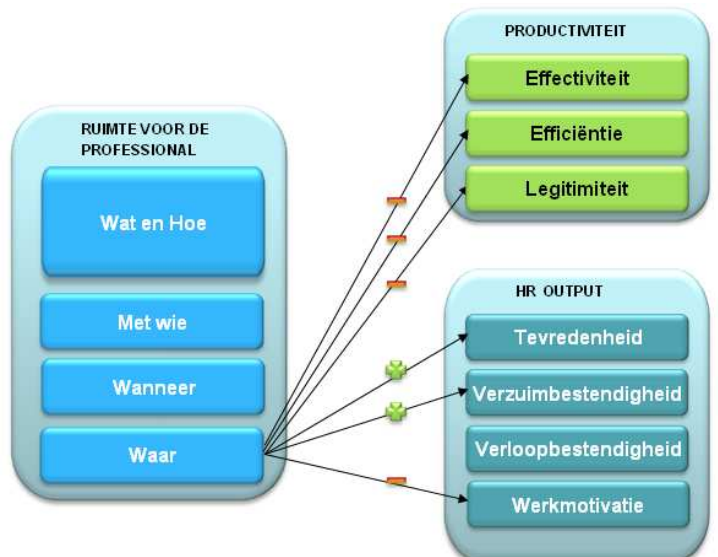 RUIMTE VOOR DE
PROFESSIONAL
Wat en Hoe
Met wie
Wanneer
Waar
PRODUCTIVITEIT
Effectiviteit
Efficiëntie
Legitimiteit
HR OUTPUT
Tevredenheid
Verzuimbestendigheid
Verloopbestendigheid
Werkmotivatie